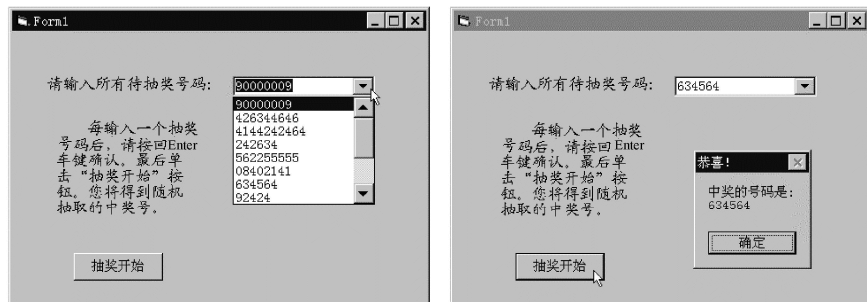 Form1
请输入所有待抽奖号码:
90000009
90000009
426344646
4144242464
242634
562255555
08402141
634564
92424
每输入一个抽奖
号码后，请按回Enter
车键确认。最后单
击“抽奖开始”按
钮。您将得到随机
抽取的中奖号。
抽奖开始
Form1
请输入所有待抽奖号码:
634564
每输入一个抽奖
号码后，请按回Enter
车键确认。最后单
击“抽奖开始”按
钮。您将得到随机
抽取的中奖号。
恭喜!
中奖的号码是:
634564
确定
抽奖开始